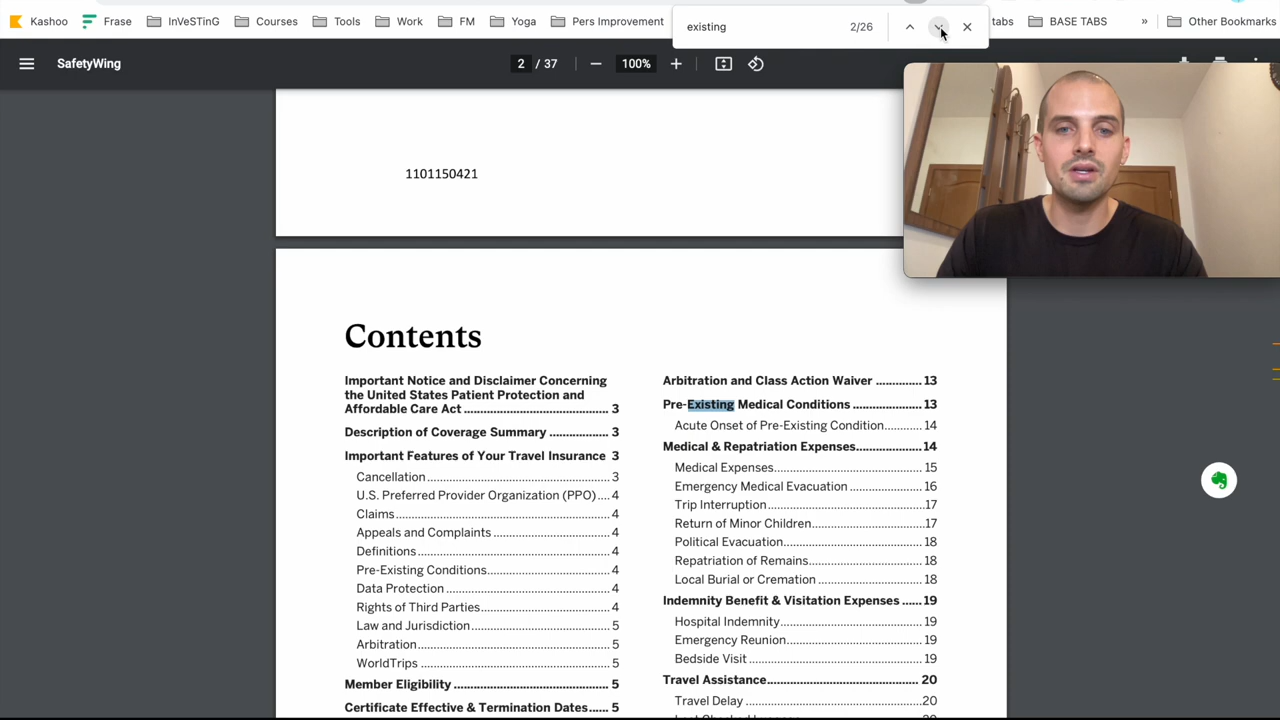 Kashoo Frase InVeSTinG Courses Tools Work FM Yoga Pers Improvement tabs BASE TABS » Other Bookmarks
existing 2/26
SafetyWing 2 / 37 100%
1101150421
Contents
Important Notice and Disclaimer Concerning
the United States Patient Protection and
Affordable Care Act ..................................... 3
Description of Coverage Summary .................. 3
Important Features of Your Travel Insurance 3
Cancellation ............................................... 3
U.S. Preferred Provider Organization (PPO).... 4
Claims ....................................................... 4
Appeals and Complaints .............................. 4
Definitions ................................................. 4
Pre-Existing Conditions................................ 4
Data Protection .......................................... 4
Rights of Third Parties................................. 4
Law and Jurisdiction ................................... 5
Arbitration ................................................. 5
WorldTrips ................................................. 5
Member Eligibility ........................................ 5
Certificate Effective & Termination Dates...... 5
Arbitration and Class Action Waiver ............ 13
Pre-Existing Medical Conditions .................. 13
Acute Onset of Pre-Existing Condition........... 14
Medical & Repatriation Expenses................. 14
Medical Expenses....................................... 15
Emergency Medical Evacuation ................... 16
Trip Interruption ......................................... 17
Return of Minor Children............................. 17
Political Evacuation.................................... 18
Repatriation of Remains.............................. 18
Local Burial or Cremation ........................... 18
Indemnity Benefit & Visitation Expenses ...... 19
Hospital Indemnity...................................... 19
Emergency Reunion.................................... 19
Bedside Visit ............................................. 19
Travel Assistance........................................ 20
Travel Delay .............................................. 20